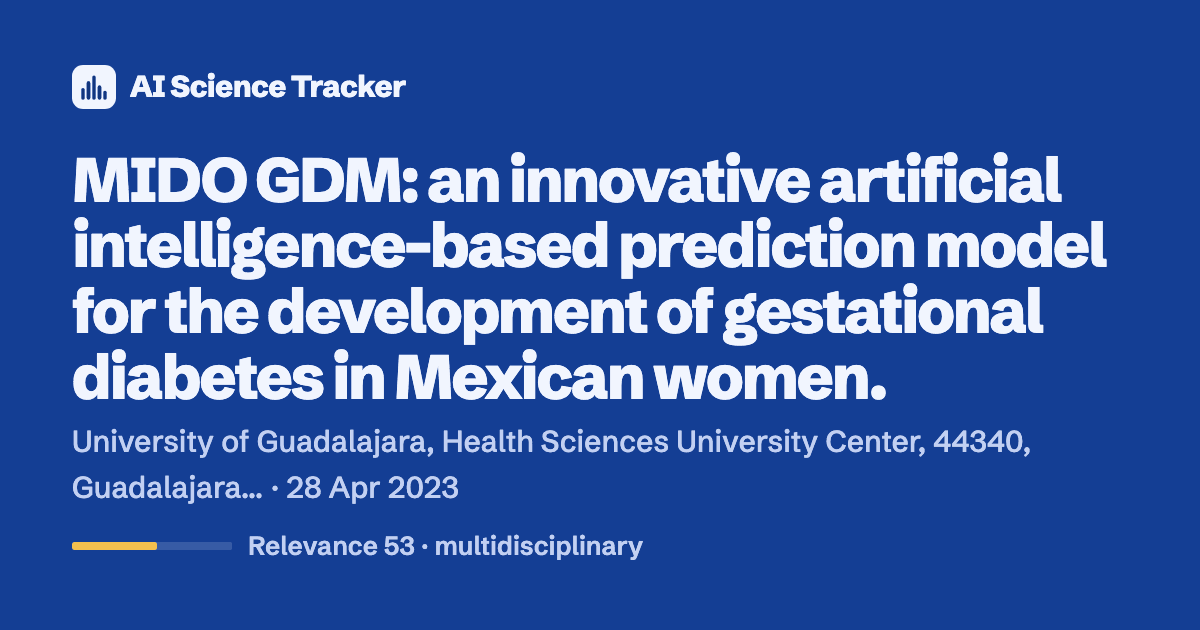 AI Science Tracker
MIDO GDM: an innovative artificial
intelligence-based prediction model
for the development of gestational
diabetes in Mexican women.
University of Guadalajara, Health Sciences University Center, 44340,
Guadalajara... · 28 Apr 2023
Relevance 53 · multidisciplinary